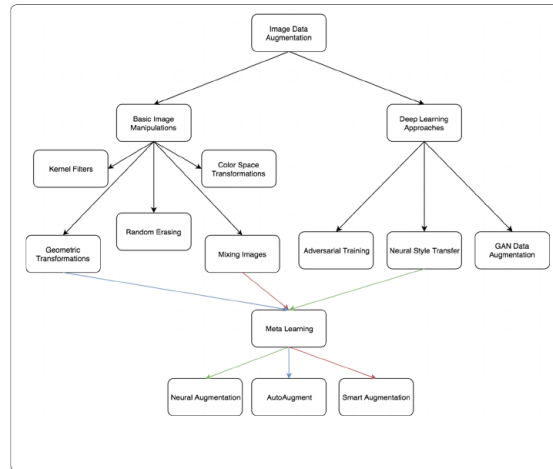 Image Data
Augmentation
Basic Image
Manipulations
Deep Learning
Approaches
Kernel Filters
Color Space
Transformations
Geometric
Transformations
Random Erasing
Mixing Images
Adversarial Training
Neural Style Transfer
GAN Data
Augmentation
Meta Learning
Neural Augmentation
AutoAugment
Smart Augmentation